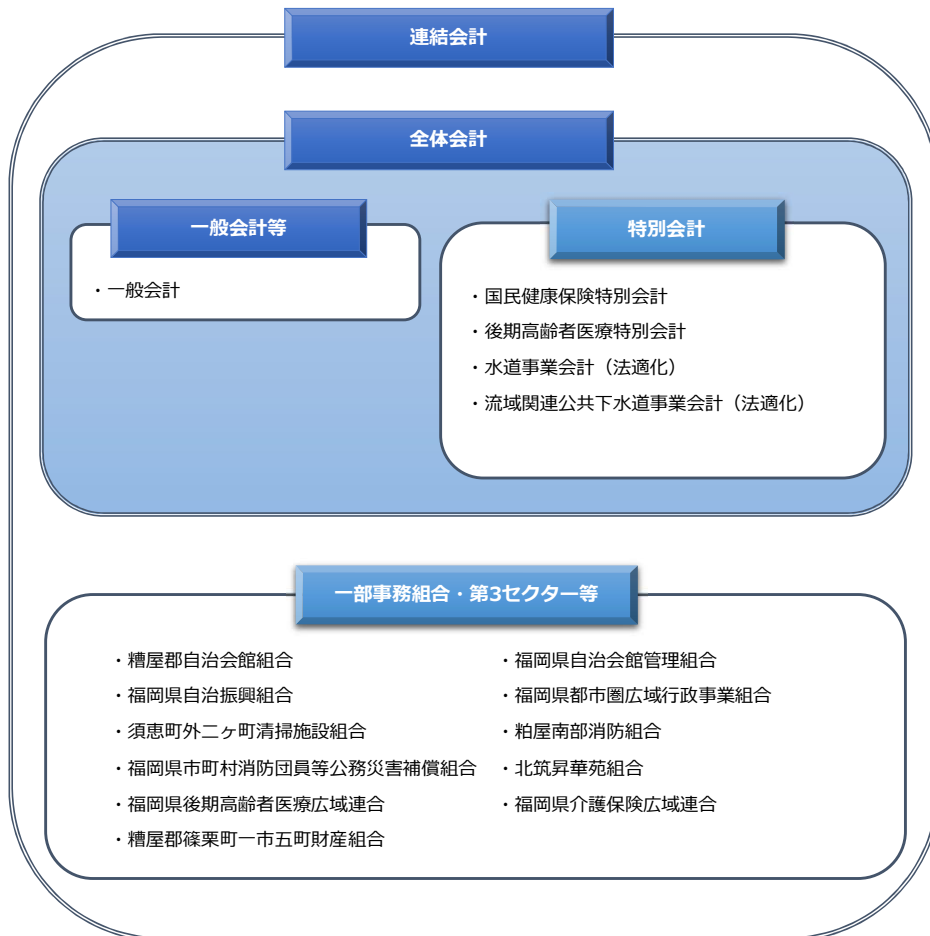 連結会計
全体会計
一般会計等
・一般会計
特別会計
・国民健康保険特別会計
・後期高齢者医療特別会計
・水道事業会計（法適化）
・流域関連公共下水道事業会計（法適化）
一部事務組合・第3セクター等
・糟屋郡自治会館組合
・福岡県自治振興組合
・須恵町外二ヶ町清掃施設組合
・福岡県市町村消防団員等公務災害補償組合
・福岡県後期高齢者医療広域連合
・糟屋郡篠栗町一市五町財産組合
・福岡県自治会館管理組合
・福岡県都市圏広域行政事業組合
・粕屋南部消防組合
・北筑昇華苑組合
・福岡県介護保険広域連合